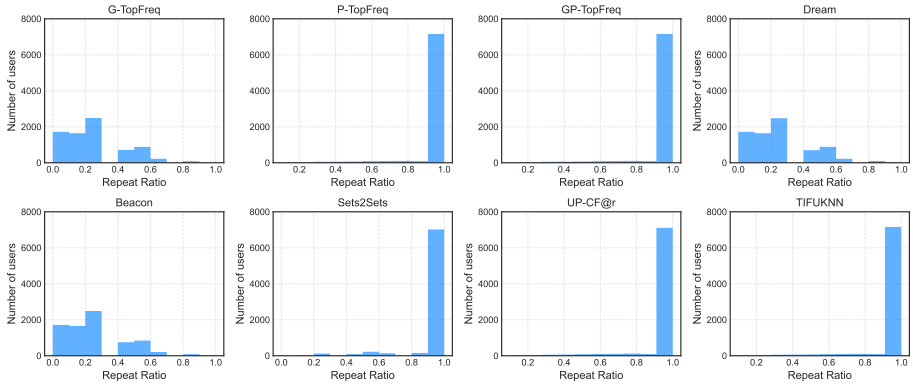 G-TopFreq
P-TopFreq
GP-TopFreq
Dream
Number of users
8000
6000
4000
2000
0
0.0 0.2 0.4 0.6 0.8 1.0
Repeat Ratio
8000
6000
4000
2000
0
0.2 0.4 0.6 0.8 1.0
Repeat Ratio
8000
6000
4000
2000
0
0.2 0.4 0.6 0.8 1.0
Repeat Ratio
Number of users
8000
6000
4000
2000
0
0.0 0.2 0.4 0.6 0.8 1.0
Repeat Ratio
Beacon
Sets2Sets
UP-CF@r
TIFUKNN
Number of users
8000
6000
4000
2000
0
0.0 0.2 0.4 0.6 0.8 1.0
Repeat Ratio
Number of users
8000
6000
4000
2000
0
0.0 0.2 0.4 0.6 0.8 1.0
Repeat Ratio
Number of users
8000
6000
4000
2000
0
0.2 0.4 0.6 0.8 1.0
Repeat Ratio
Number of users
8000
6000
4000
2000
0
0.2 0.4 0.6 0.8 1.0
Repeat Ratio